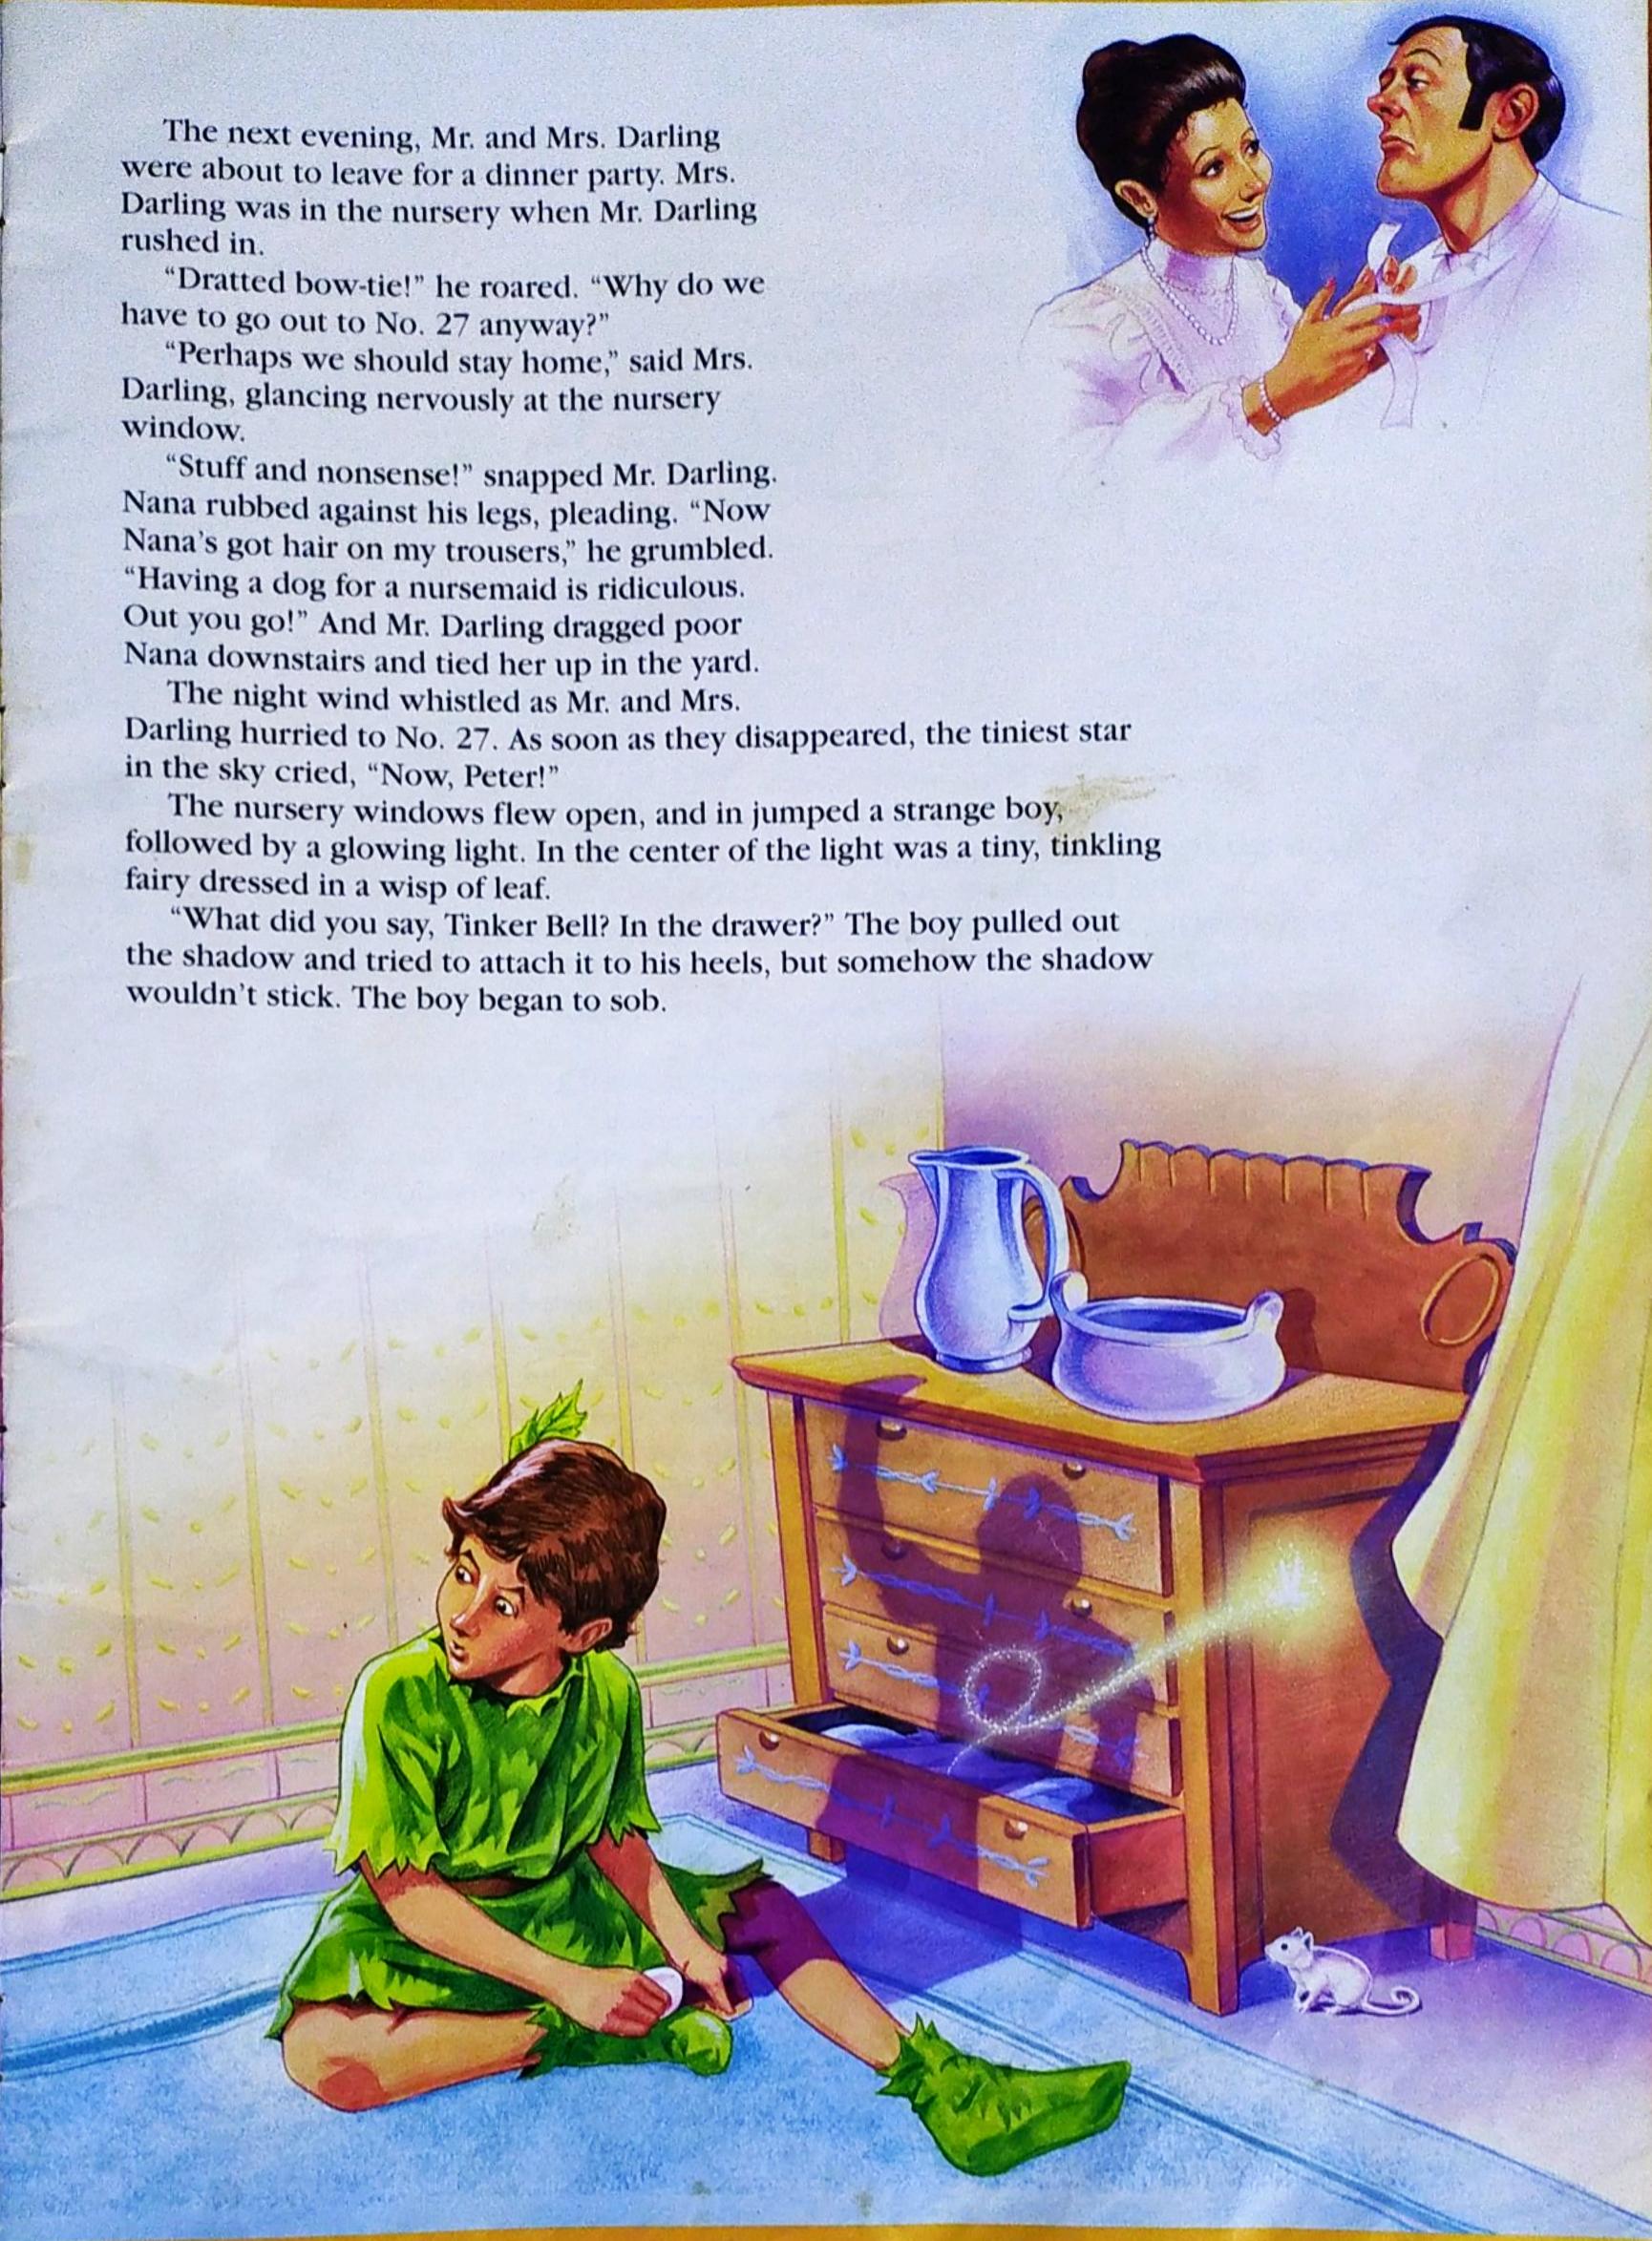 The next evening, Mr. and Mrs. Darling
were about to leave for a dinner party. Mrs.
Darling was in the nursery when Mr. Darling
rushed in.
“Dratted bow-tie!” he roared. “Why do we
have to go out to No. 27 anyway?”
“Perhaps we should stay home,” said Mrs.
Darling, glancing nervously at the nursery
window.
“Stuff and nonsense!” snapped Mr. Darling.
Nana rubbed against his legs, pleading. “Now
Nana’s got hair on my trousers,” he grumbled.
“Having a dog for a nursemaid is ridiculous.
Out you go!” And Mr. Darling dragged poor
Nana downstairs and tied her up in the yard.
The night wind whistled as Mr. and Mrs.
Darling hurried to No. 27. As soon as they disappeared, the tiniest star
in the sky cried, “Now, Peter!”
The nursery windows flew open, and in jumped a strange boy,
followed by a glowing light. In the center of the light was a tiny, tinkling
fairy dressed in a wisp of leaf.
“What did you say, Tinker Bell? In the drawer?” The boy pulled out
the shadow and tried to attach it to his heels, but somehow the shadow
wouldn’t stick. The boy began to sob.